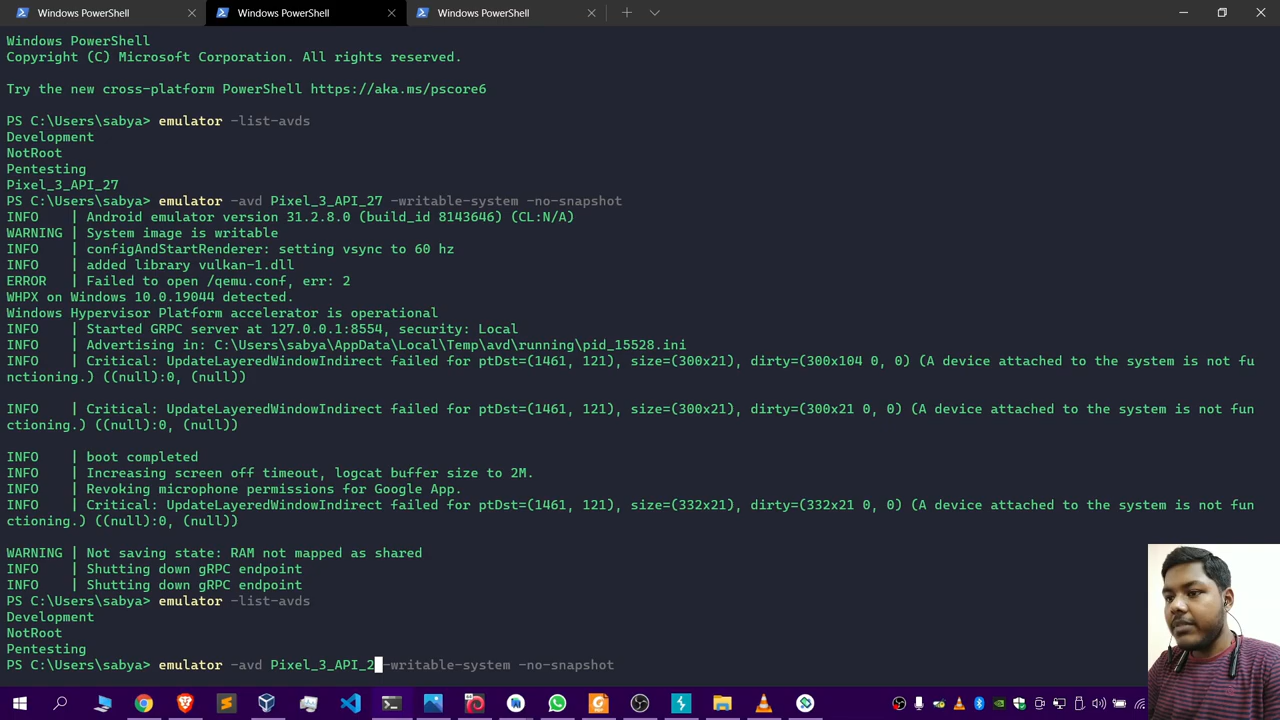 Windows PowerShell
Windows PowerShell
Windows PowerShell
Windows PowerShell
Copyright (C) Microsoft Corporation. All rights reserved.
Try the new cross-platform PowerShell https://aka.ms/pscore6
PS C:\Users\sabya> emulator -list-avds
Development
NotRoot
Pentesting
Pixel_3_API_27
PS C:\Users\sabya> emulator -avd Pixel_3_API_27 -writable-system -no-snapshot
INFO    | Android emulator version 31.2.8.0 (build_id 8143646) (CL:N/A)
WARNING | System image is writable
INFO    | configAndStartRenderer: setting vsync to 60 hz
INFO    | added library vulkan-1.dll
ERROR   | Failed to open /qemu.conf, err: 2
WHPX on Windows 10.0.19044 detected.
Windows Hypervisor Platform accelerator is operational
INFO    | Started GRPC server at 127.0.0.1:8554, security: Local
INFO    | Advertising in: C:\Users\sabya\AppData\Local\Temp\avd\running\pid_15528.ini
INFO    | Critical: UpdateLayeredWindowIndirect failed for ptDst=(1461, 121), size=(300x21), dirty=(300x104 0, 0) (A device attached to the system is not fu
nctioning.) ((null):0, (null))
INFO    | Critical: UpdateLayeredWindowIndirect failed for ptDst=(1461, 121), size=(300x21), dirty=(300x21 0, 0) (A device attached to the system is not fun
ctioning.) ((null):0, (null))
INFO    | boot completed
INFO    | Increasing screen off timeout, logcat buffer size to 2M.
INFO    | Revoking microphone permissions for Google App.
INFO    | Critical: UpdateLayeredWindowIndirect failed for ptDst=(1461, 121), size=(332x21), dirty=(332x21 0, 0) (A device attached to the system is not fun
ctioning.) ((null):0, (null))
WARNING | Not saving state: RAM not mapped as shared
INFO    | Shutting down gRPC endpoint
INFO    | Shutting down gRPC endpoint
PS C:\Users\sabya> emulator -list-avds
Development
NotRoot
Pentesting
PS C:\Users\sabya> emulator -avd Pixel_3_API_2 -writable-system -no-snapshot